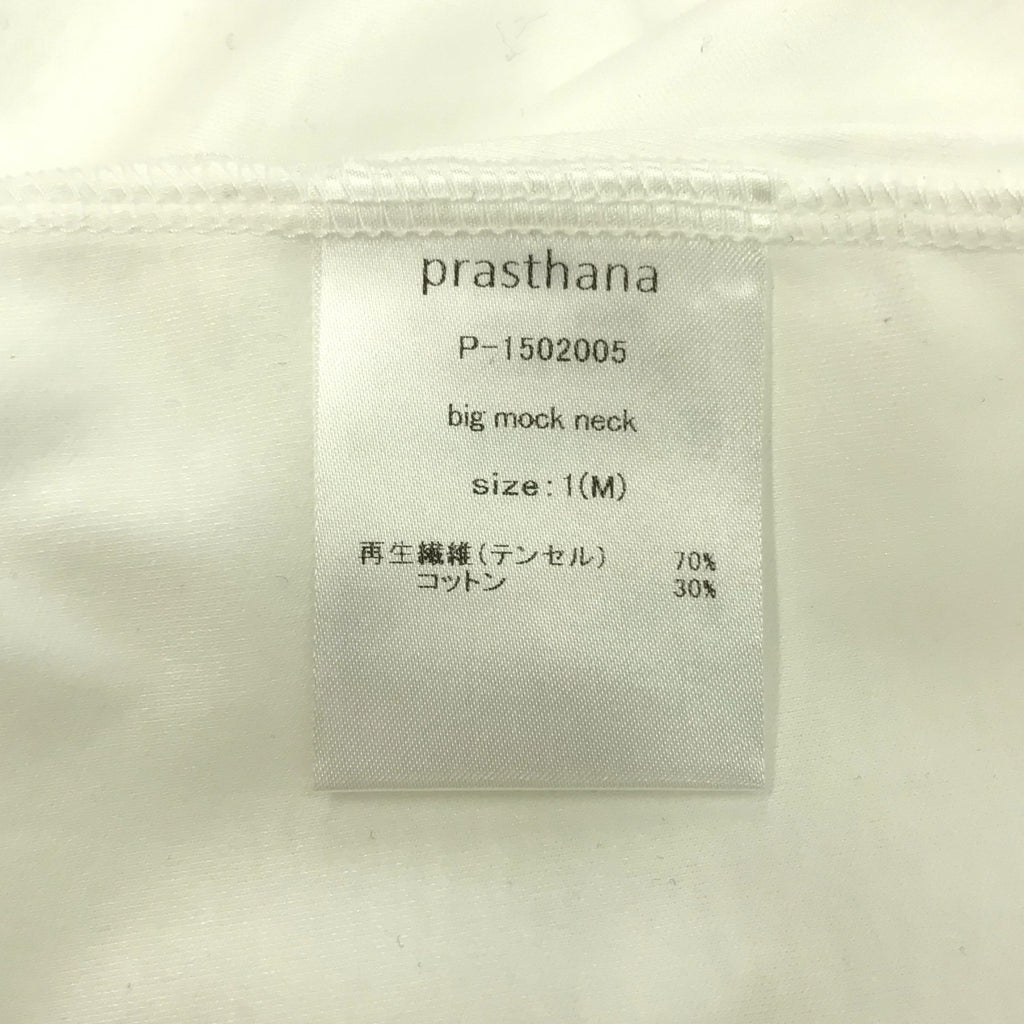 prasthana
P-1502005
big mock neck
size:1(M)
再生繊維(テンセル) 70%
コットン 30%